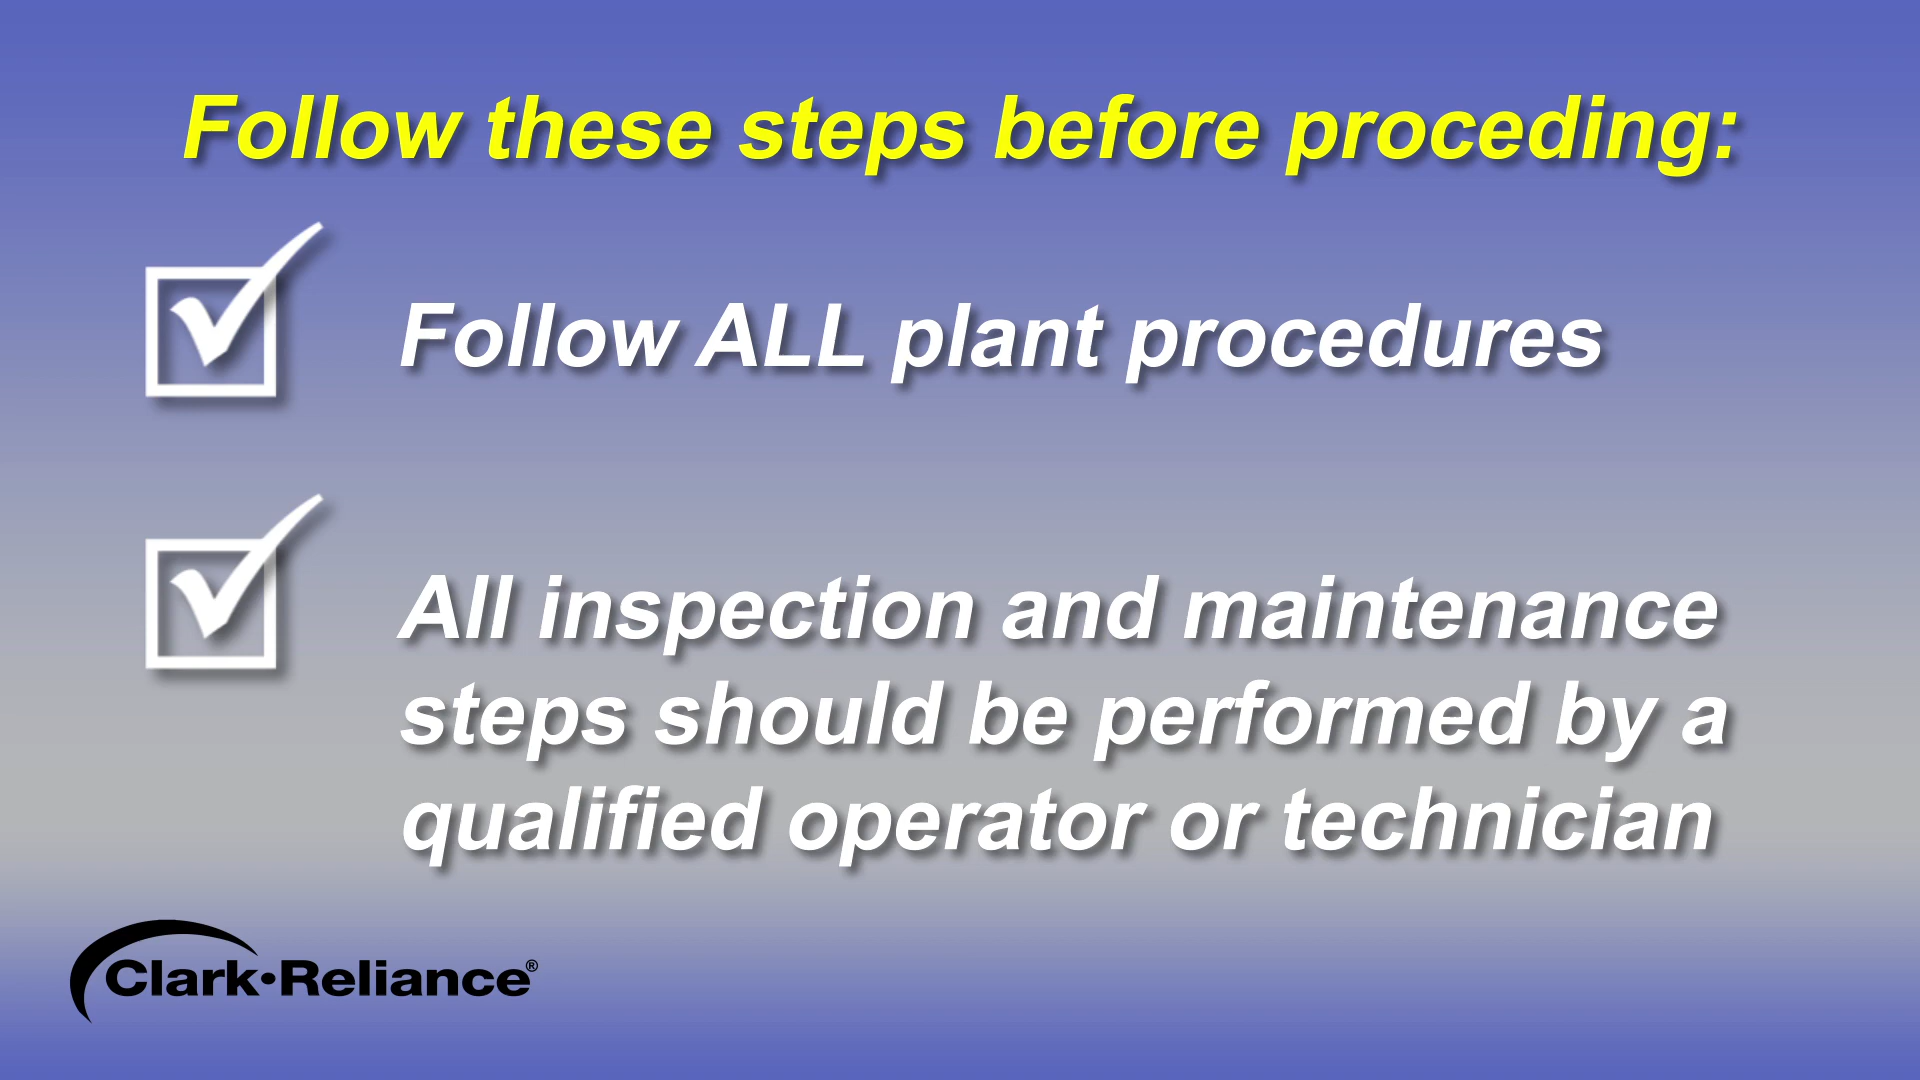 Follow these steps before proceding:
Follow ALL plant procedures
All inspection and maintenance
steps should be performed by a
qualified operator or technician
Clark·Reliance®